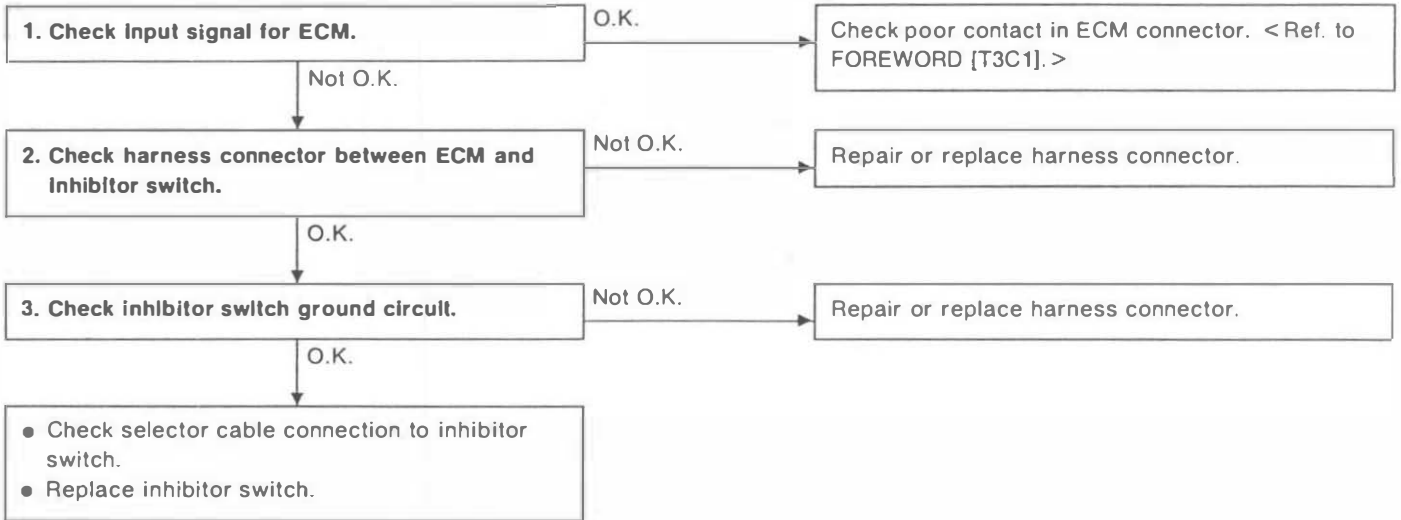 1. Check Input signal for ECM.
O.K.
Check poor contact in ECM connector. < Ref. to
FOREWORD [T3C1]. >
Not O.K.
2. Check harness connector between ECM and
Inhibitor switch.
Not O.K.
Repair or replace harness connector.
O.K.
3. Check inhibitor switch ground circuit.
Not O.K.
Repair or replace harness connector.
O.K.
● Check selector cable connection to inhibitor
switch.
● Replace inhibitor switch.